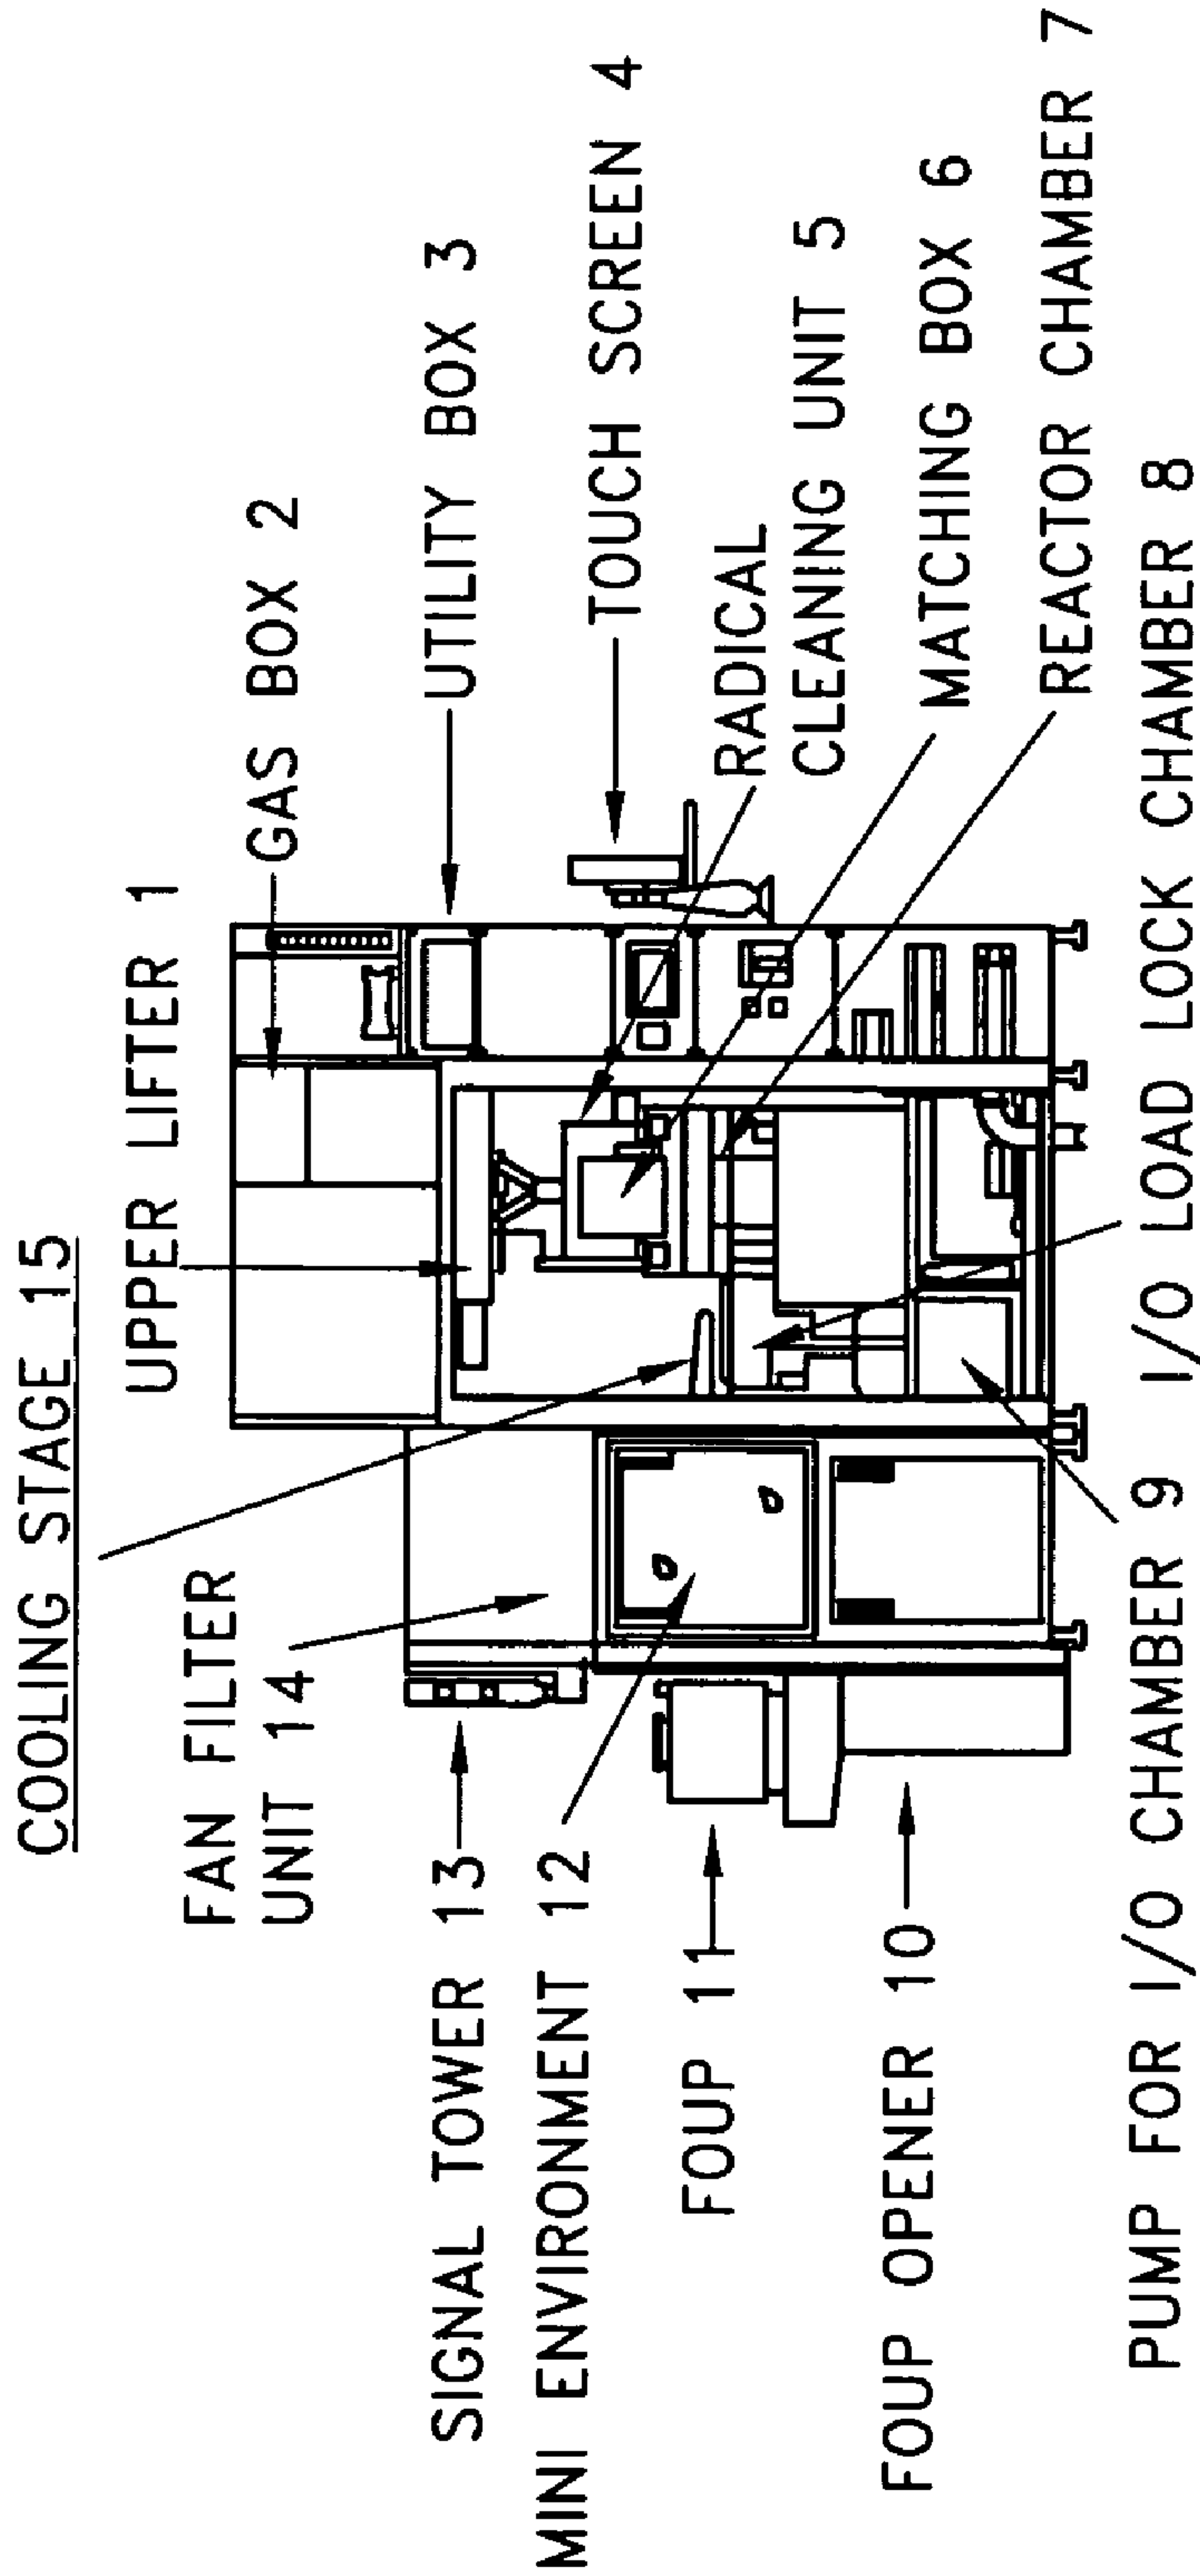 COOLING STAGE 15
UPPER LIFTER 1
GAS BOX 2
UTILITY BOX 3
TOUCH SCREEN 4
RADICAL
CLEANING UNIT 5
MATCHING BOX 6
REACTOR CHAMBER 7
I/O LOAD LOCK CHAMBER 8
PUMP FOR I/O CHAMBER 9
FOUP OPENER 10
FOUP 11
MINI ENVIRONMENT 12
SIGNAL TOWER 13
FAN FILTER
UNIT 14